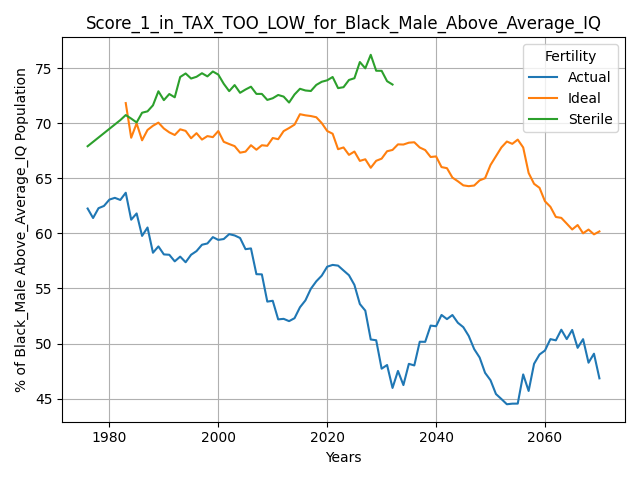 Score_1_in_TAX_TOO_LOW_for_Black_Male_Above_Average_IQ
% of Black_Male Above_Average_IQ Population
75
70
65
60
55
50
45
Fertility
Actual
Ideal
Sterile
1980
2000
2020
2040
2060
Years